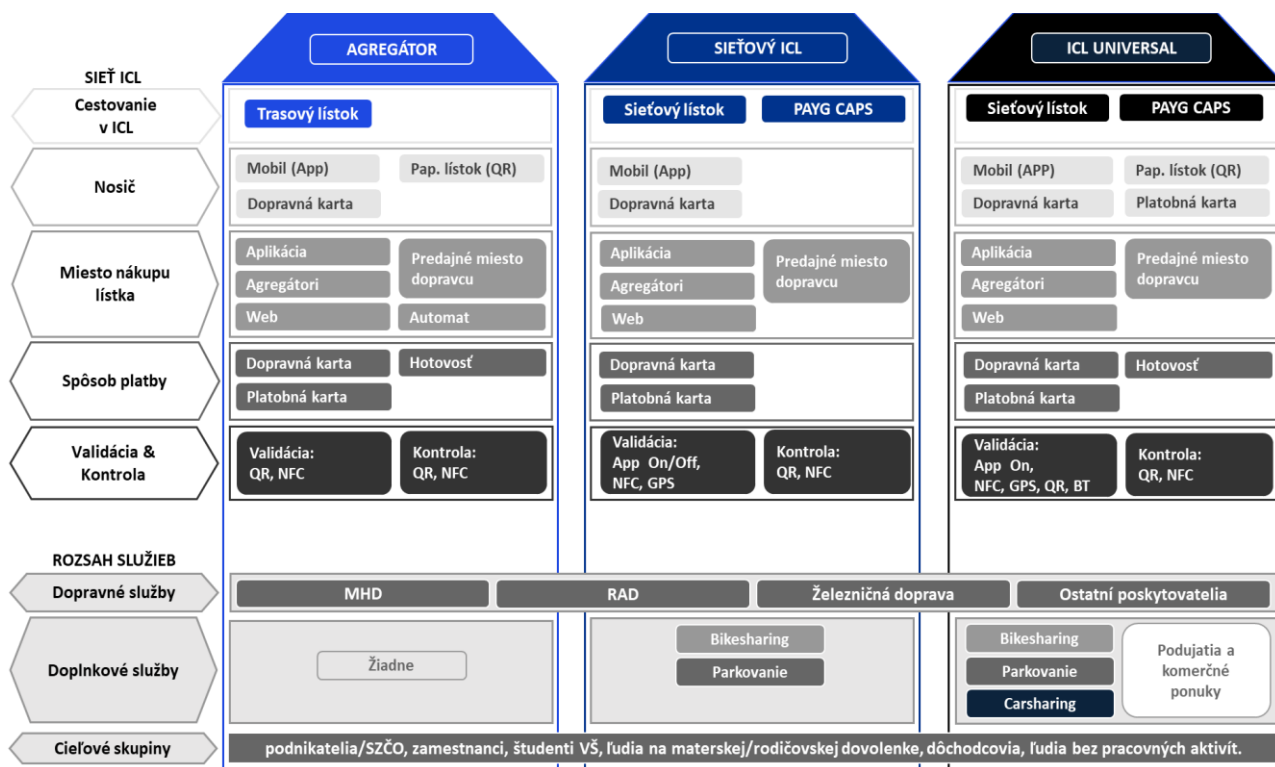 AGREGÁTOR
SIEŤOVÝ ICL
ICL UNIVERSAL
SIEŤ ICL
Cestovanie
v ICL
Trasový lístok
Sieťový lístok
PAYG CAPS
Sieťový lístok
PAYG CAPS
Nosič
Mobil (App)
Pap. lístok (QR)
Dopravná karta
Mobil (App)
Dopravná karta
Mobil (APP)
Pap. lístok (QR)
Dopravná karta
Platobná karta
Miesto nákupu
lístka
Aplikácia
Agregátori
Web
Predajné miesto
dopravcu
Automat
Aplikácia
Agregátori
Web
Predajné miesto
dopravcu
Aplikácia
Agregátori
Web
Predajné miesto
dopravcu
Spôsob platby
Dopravná karta
Hotovosť
Platobná karta
Dopravná karta
Platobná karta
Dopravná karta
Hotovosť
Platobná karta
Validácia &
Kontrola
Validácia:
QR, NFC
Kontrola:
QR, NFC
Validácia:
App On/Off,
NFC, GPS
Kontrola:
QR, NFC
Validácia:
App On,
NFC, GPS, QR, BT
Kontrola:
QR, NFC
ROZSAH SLUŽIEB
Dopravné služby
MHD
RAD
Železničná doprava
Ostatní poskytovatelia
Doplnkové služby
Žiadne
Bikesharing
Parkovanie
Bikesharing
Parkovanie
Carsharing
Podujatia a
komerčné
ponuky
Cieľové skupiny
podnikatelia/SZČO, zamestnanci, študenti VŠ, ľudia na materskej/rodičovskej dovolenke, dôchodcovia, ľudia bez pracovných aktivít.